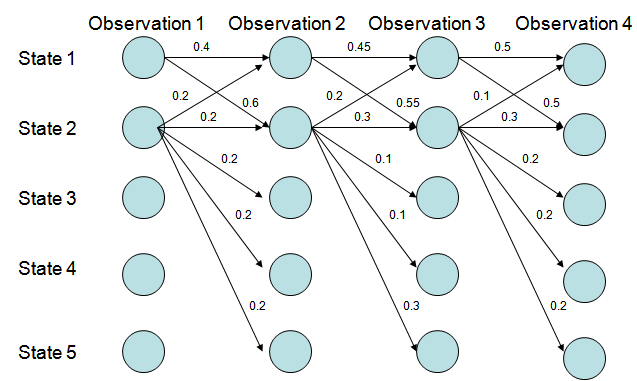 Observation 1 Observation 2 Observation 3 Observation 4
State 1
0.4 0.45 0.5
0.2 0.6 0.2 0.55 0.1 0.5
State 2
0.2 0.3 0.3
0.2 0.1 0.2
State 3
0.2 0.1 0.2
State 4
0.2 0.3 0.2
State 5